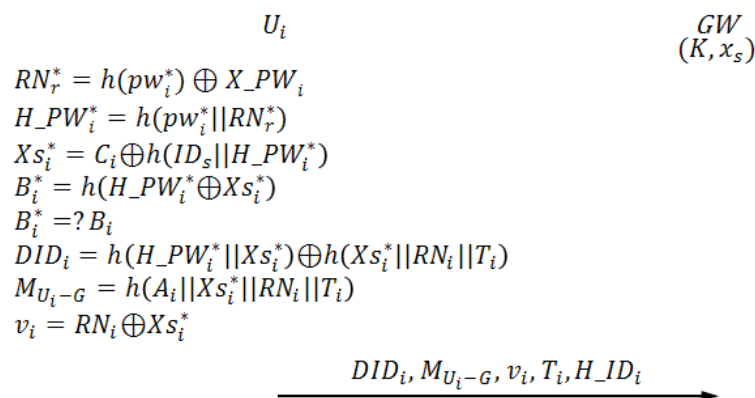 U_i GW
(K, x_s)
RN_r^* = h(pw_i^*) ⊕ X_PW_i
H_PW_i^* = h(pw_i^*||RN_r^*)
Xs_i^* = C_i⊕h(ID_s||H_PW_i^*)
B_i^* = h(H_PW_i^*⊕Xs_i^*)
B_i^* =? B_i
DID_i = h(H_PW_i^*||Xs_i^*)⊕h(Xs_i^*||RN_i||T_i)
M_{U_i-G} = h(A_i||Xs_i^*||RN_i||T_i)
v_i = RN_i⊕Xs_i^*
DID_i, M_{U_i-G}, v_i, T_i, H_ID_i